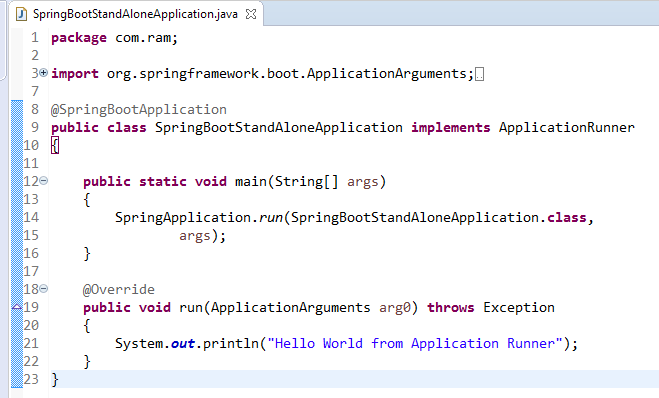 SpringBootStandAloneApplication.java
1 package com.ram;
2
3 import org.springframework.boot.ApplicationArguments;
7
8 @SpringBootApplication
9 public class SpringBootStandAloneApplication implements ApplicationRunner
10 {
11
12     public static void main(String[] args)
13     {
14         SpringApplication.run(SpringBootStandAloneApplication.class,
15                 args);
16     }
17
18     @Override
19     public void run(ApplicationArguments arg0) throws Exception
20     {
21         System.out.println("Hello World from Application Runner");
22     }
23 }